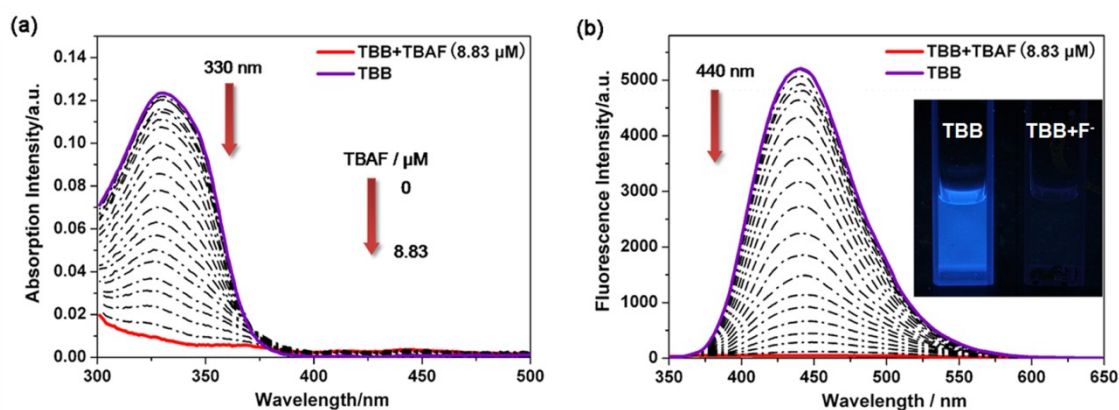 (a)
TBB+TBAF (8.83 µM)
TBB
330 nm
TBAF / µM
0
8.83
0.14
0.12
0.10
0.08
0.06
0.04
0.02
0.00
300
350
400
450
500
Absorption Intensity/a.u.
Wavelength/nm
(b)
TBB+TBAF (8.83 µM)
TBB
440 nm
TBB
TBB+F-
5000
4000
3000
2000
1000
0
350
400
450
500
550
600
650
Fluorescence Intensity/a.u.
Wavelength / nm